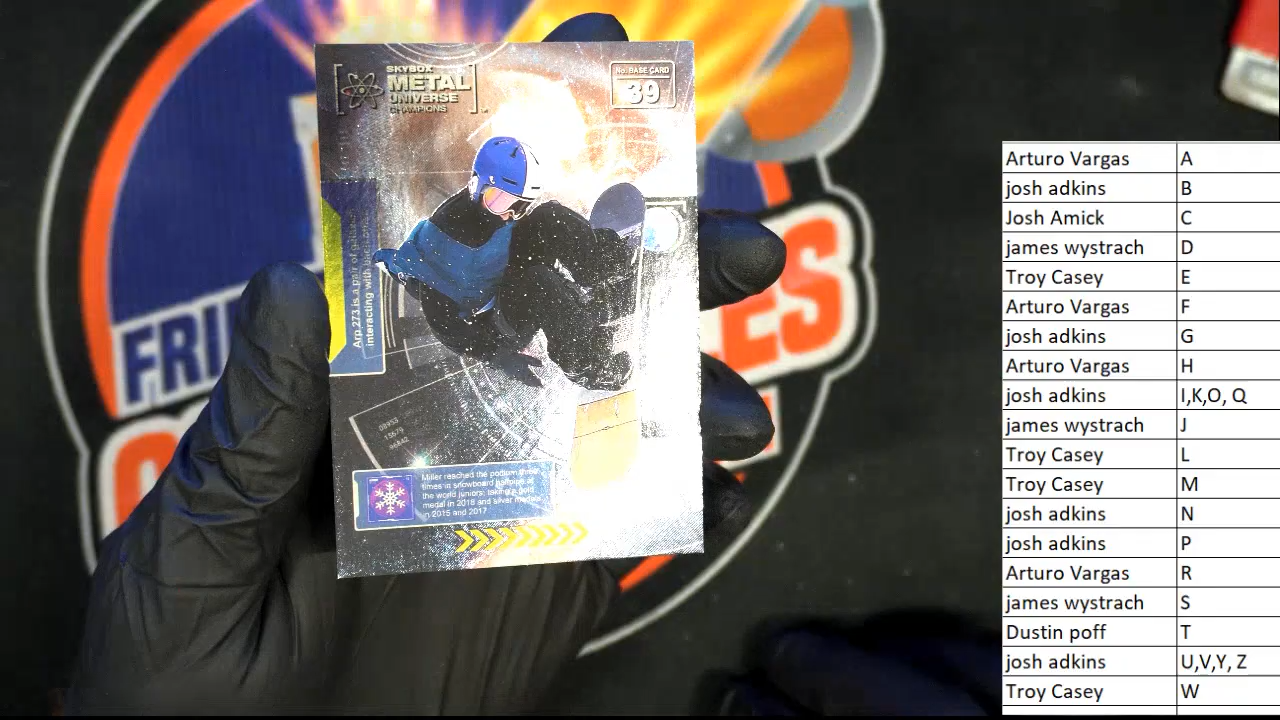 SKYBOX
METAL
UNIVERSE
CHAMPIONS
No. BASE CARD
39
Arp 273 is a pair of
interacting with
38953
Miller reached the podium three
times in snowboard halfpipe at
the world juniors, taking a gold
medal in 2018 and silver medals
in 2015 and 2017
FRI
Arturo Vargas A
josh adkins B
Josh Amick C
james wystrach D
Troy Casey E
Arturo Vargas F
josh adkins G
Arturo Vargas H
josh adkins I,K,O, Q
james wystrach J
Troy Casey L
Troy Casey M
josh adkins N
josh adkins P
Arturo Vargas R
james wystrach S
Dustin poff T
josh adkins U,V,Y, Z
Troy Casey W